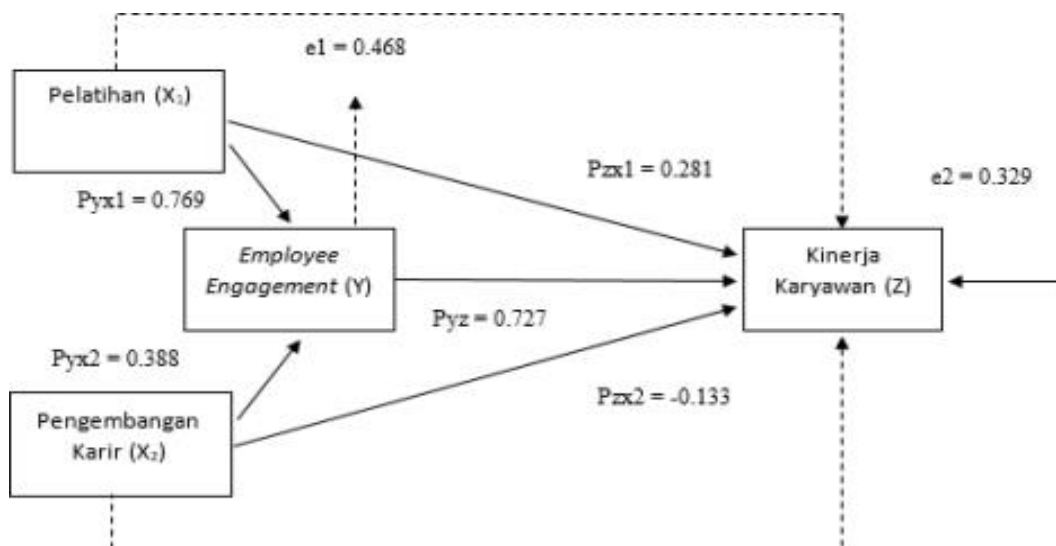 e1 = 0.468
Pelatihan (X₁)
Pzx1 = 0.281
e2 = 0.329
Pyx1 = 0.769
Employee
Engagement (Y)
Kinerja
Karyawan (Z)
Pyz = 0.727
Pyx2 = 0.388
Pzx2 = -0.133
Pengembangan
Karir (X₂)